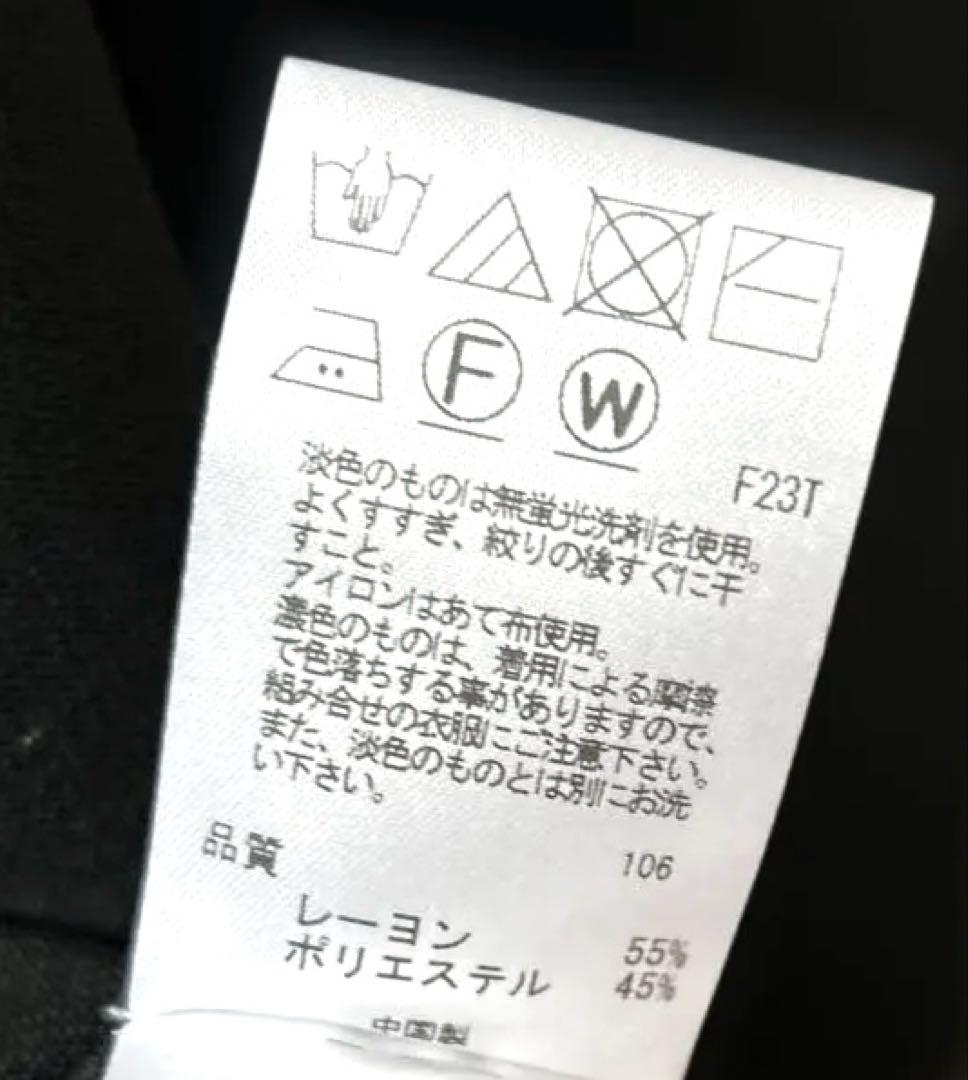 F
W
F23T
淡色のものは無蛍光洗剤を使用。
よくすすぎ、絞りの後すぐに干
すこと。
アイロンはあて布使用。
濃色のものは、着用による摩擦
で色落ちする事がありますので、
組み合せの衣服にご注意下さい。
また、淡色のものとは別にお洗
い下さい。
品質 106
レーヨン 55%
ポリエステル 45%
中国製